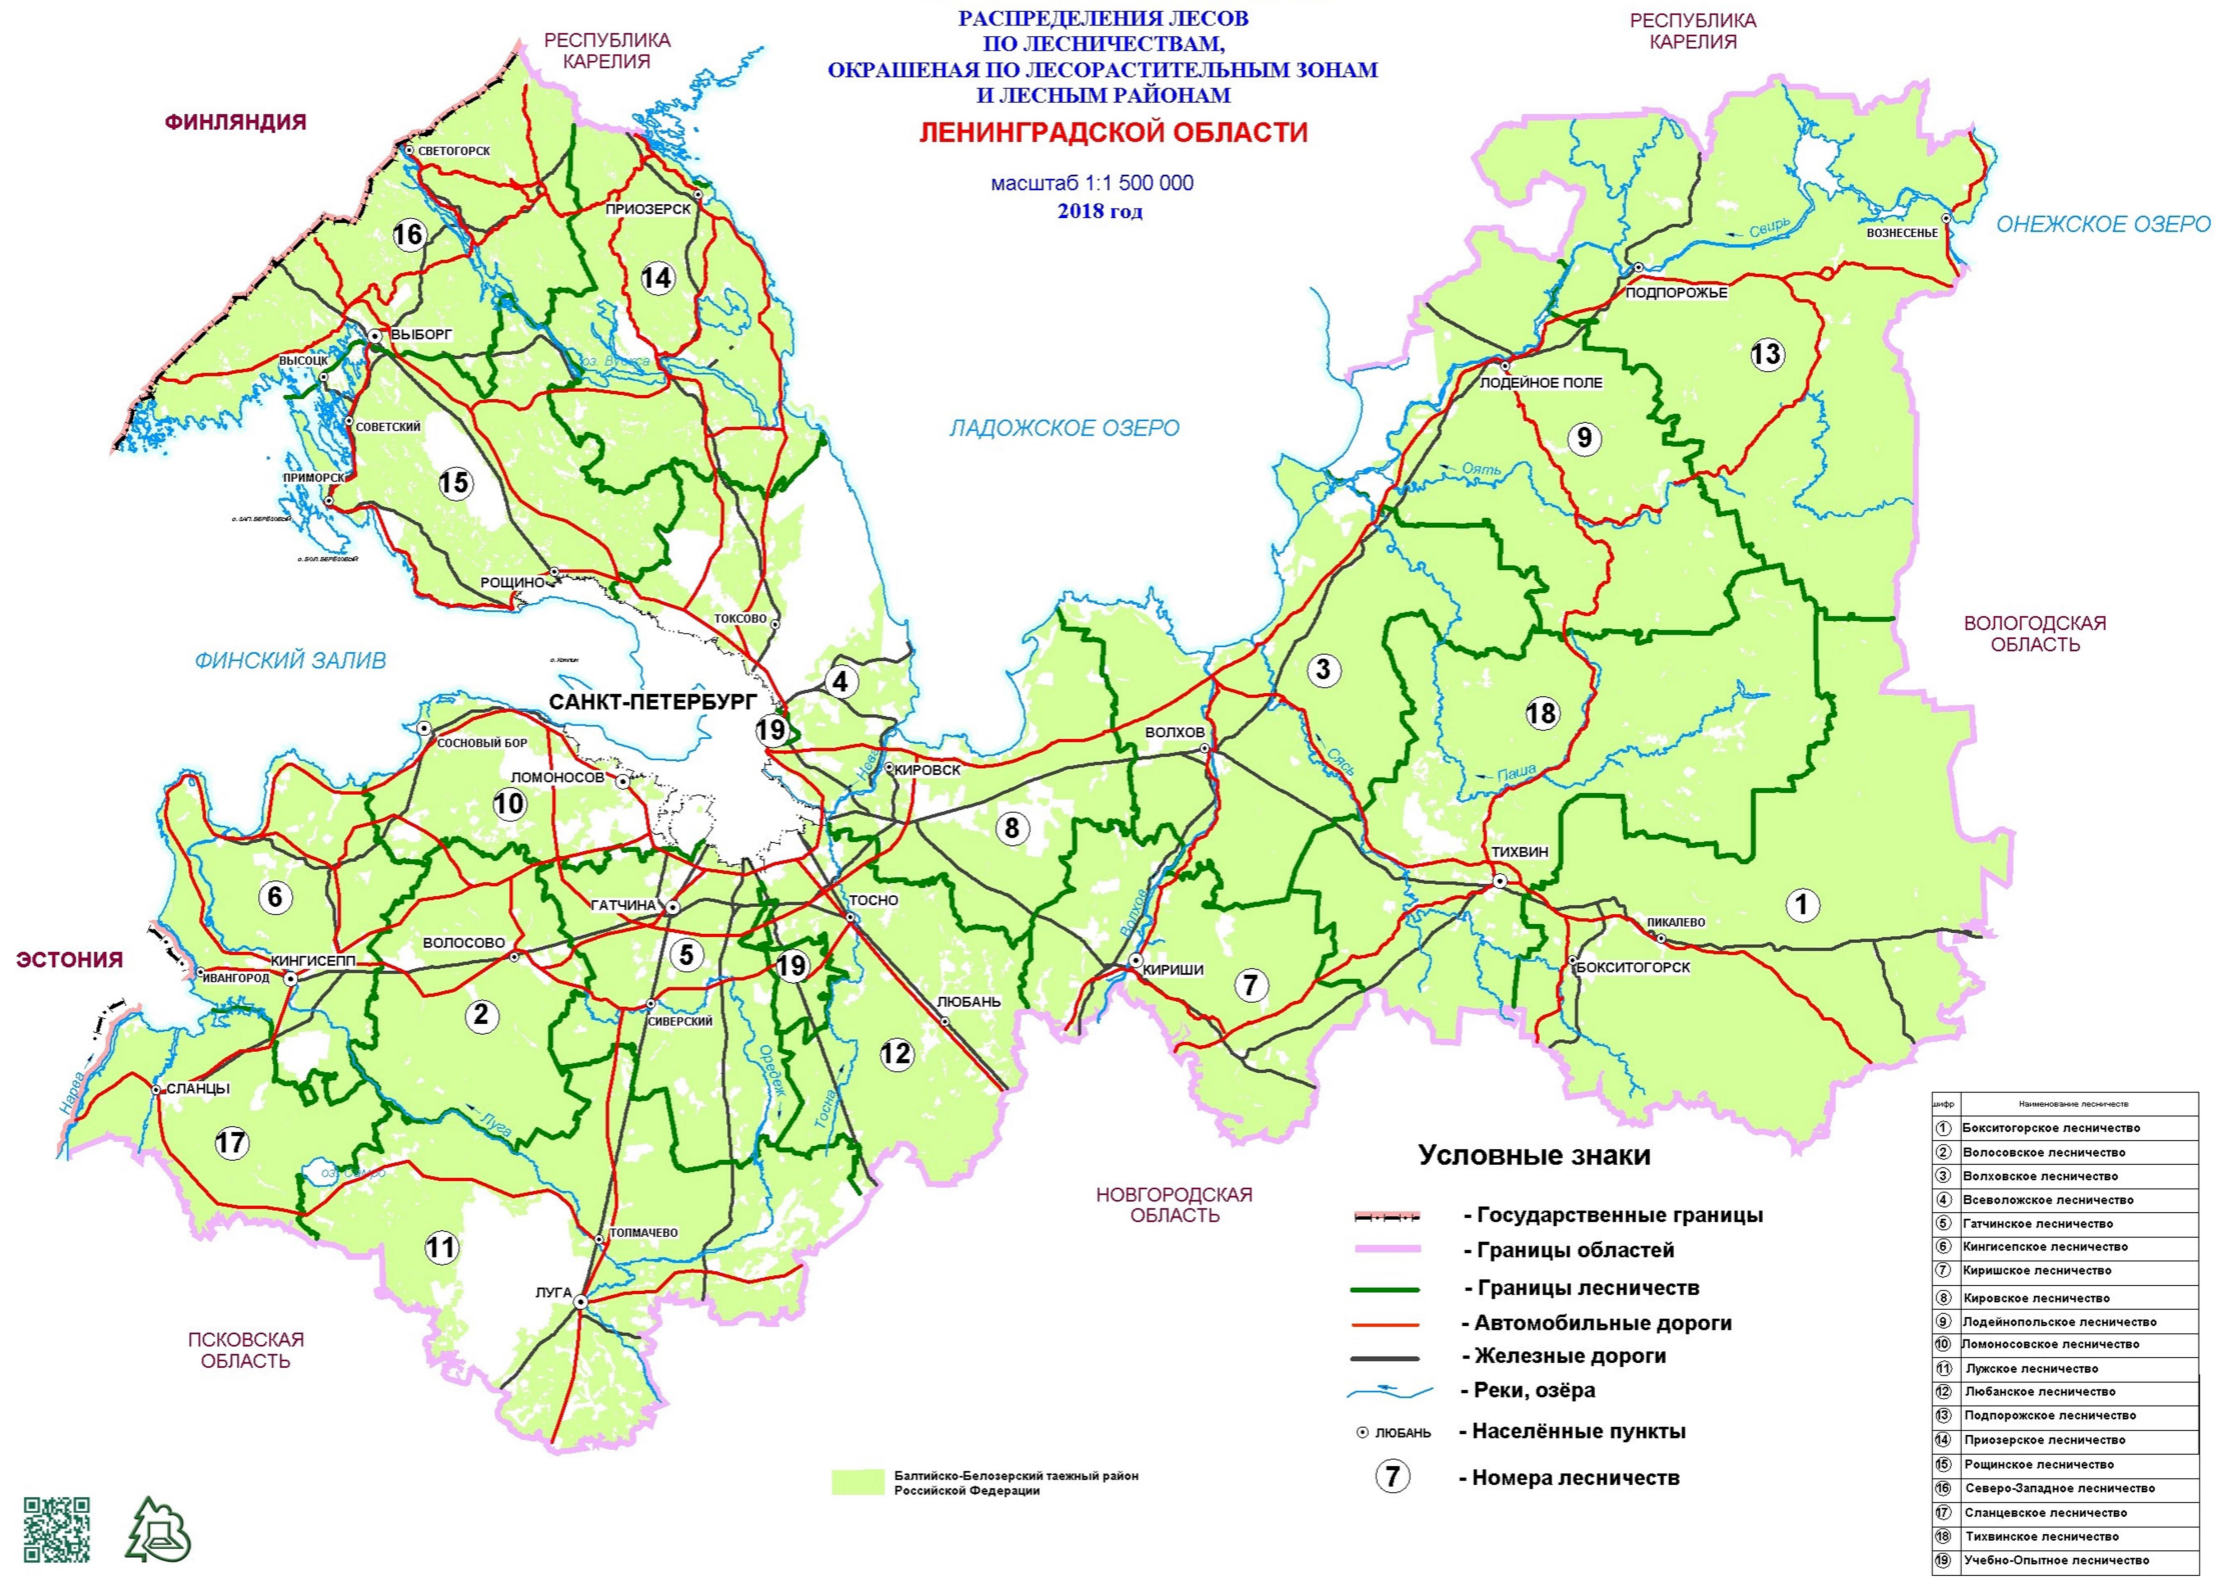 РАСПРЕДЕЛЕНИЯ ЛЕСОВ
ПО ЛЕСНИЧЕСТВАМ,
ОКРАШЕНАЯ ПО ЛЕСОРАСТИТЕЛЬНЫМ ЗОНАМ
И ЛЕСНЫМ РАЙОНАМ
ЛЕНИНГРАДСКОЙ ОБЛАСТИ
масштаб 1:1 500 000
2018 год
РЕСПУБЛИКА
КАРЕЛИЯ
РЕСПУБЛИКА
КАРЕЛИЯ
ФИНЛЯНДИЯ
СВЕТОГОРСК
ПРИОЗЕРСК
16
14
ВЫБОРГ
ВЫСОЦК
оз. Вуокса
СОВЕТСКИЙ
ПРИМОРСК
15
о. ЗАП. БЕРЁЗОВЫЙ
о. БОЛ. БЕРЁЗОВЫЙ
РОЩИНО
ТОКСОВО
ЛАДОЖСКОЕ ОЗЕРО
ОНЕЖСКОЕ ОЗЕРО
ВОЗНЕСЕНЬЕ
Свирь
ПОДПОРОЖЬЕ
13
ЛОДЕЙНОЕ ПОЛЕ
9
Оять
ВОЛОГОДСКАЯ
ОБЛАСТЬ
ФИНСКИЙ ЗАЛИВ
САНКТ-ПЕТЕРБУРГ
4
19
3
18
ВОЛХОВ
Сясь
Паша
СОСНОВЫЙ БОР
ЛОМОНОСОВ
10
Нева
КИРОВСК
8
ТИХВИН
6
ГАТЧИНА
ТОСНО
Волхов
1
ПИКАЛЕВО
ЭСТОНИЯ
ВОЛОСОВО
КИНГИСЕПП
ИВАНГОРОД
5
19
КИРИШИ
7
БОКСИТОГОРСК
2
СИВЕРСКИЙ
ЛЮБАНЬ
12
Оредеж
Тосна
Нарва
СЛАНЦЫ
Луга
17
оз. Самро
11
ТОЛМАЧЕВО
ЛУГА
НОВГОРОДСКАЯ
ОБЛАСТЬ
ПСКОВСКАЯ
ОБЛАСТЬ
Условные знаки
- Государственные границы
- Границы областей
- Границы лесничеств
- Автомобильные дороги
- Железные дороги
- Реки, озёра
ЛЮБАНЬ - Населённые пункты
7 - Номера лесничеств
Балтийско-Белозерский таежный район
Российской Федерации
шифр Наименование лесничеств
1 Бокситогорское лесничество
2 Волосовское лесничество
3 Волховское лесничество
4 Всеволожское лесничество
5 Гатчинское лесничество
6 Кингисепское лесничество
7 Киришское лесничество
8 Кировское лесничество
9 Лодейнопольское лесничество
10 Ломоносовское лесничество
11 Лужское лесничество
12 Любанское лесничество
13 Подпорожское лесничество
14 Приозерское лесничество
15 Рощинское лесничество
16 Северо-Западное лесничество
17 Сланцевское лесничество
18 Тихвинское лесничество
19 Учебно-Опытное лесничество